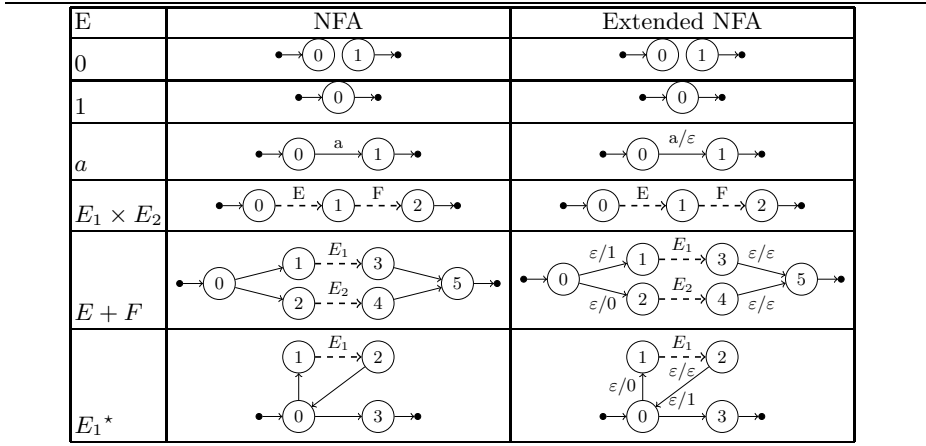 E NFA Extended NFA
0 0 1 0 1
1 0 0
a 0 a 1 0 a/ε 1
E₁ × E₂ 0 E 1 F 2 0 E 1 F 2
E + F 0 1 E₁ 3 2 E₂ 4 5 0 ε/1 1 E₁ 3 ε/ε ε/0 2 E₂ 4 ε/ε 5
E₁⋆ 1 E₁ 2 0 3 1 E₁ 2 ε/0 ε/ε 0 ε/1 3